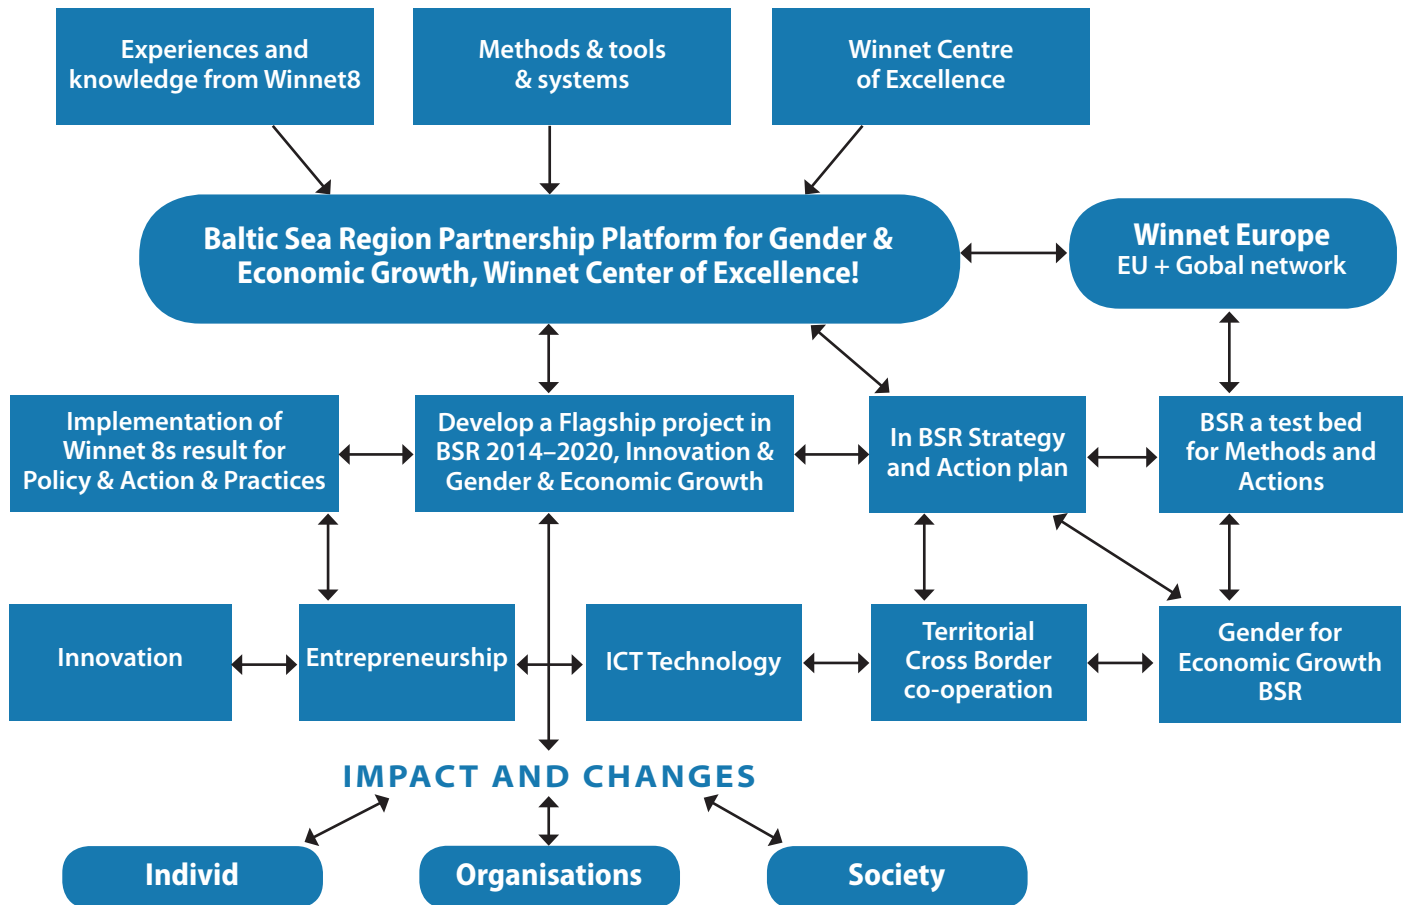 Experiences and
knowledge from Winnet8
Methods & tools
& systems
Winnet Centre
of Excellence
Baltic Sea Region Partnership Platform for Gender &
Economic Growth, Winnet Center of Excellence!
Winnet Europe
EU + Gobal network
Implementation of
Winnet 8s result for
Policy & Action & Practices
Develop a Flagship project in
BSR 2014–2020, Innovation &
Gender & Economic Growth
In BSR Strategy
and Action plan
BSR a test bed
for Methods and
Actions
Innovation
Entrepreneurship
ICT Technology
Territorial
Cross Border
co-operation
Gender for
Economic Growth
BSR
IMPACT AND CHANGES
Individ
Organisations
Society